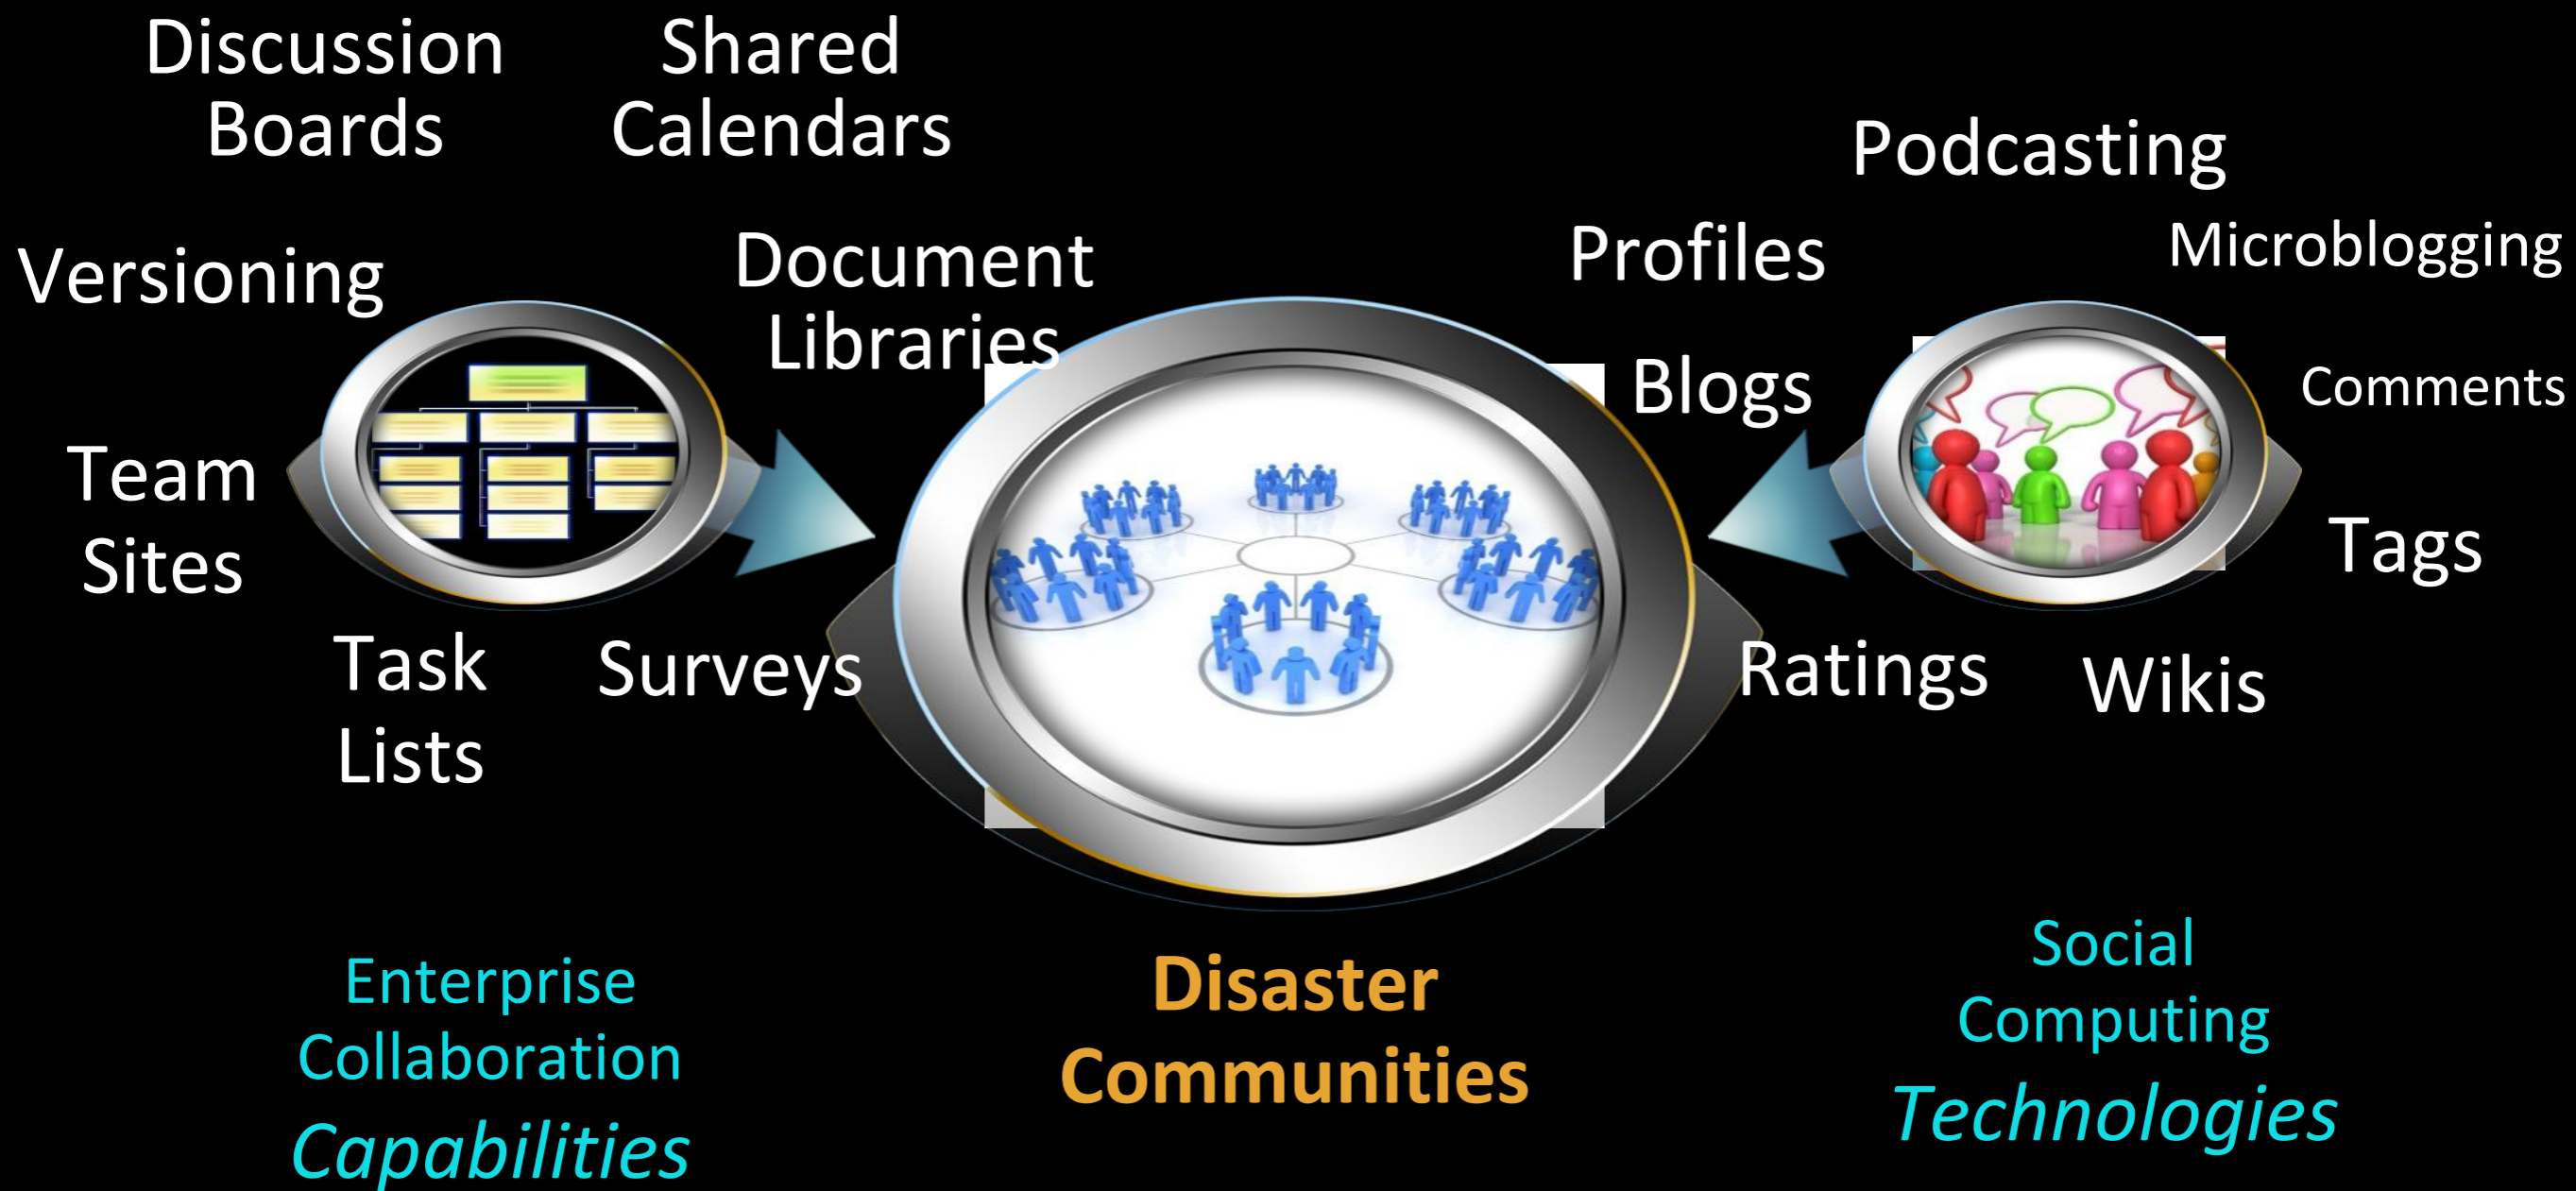 Discussion
Boards
Shared
Calendars
Versioning
Document
Libraries
Team
Sites
Task
Lists
Surveys
Podcasting
Profiles
Microblogging
Blogs
Comments
Tags
Ratings
Wikis
Enterprise
Collaboration
Capabilities
Disaster
Communities
Social
Computing
Technologies